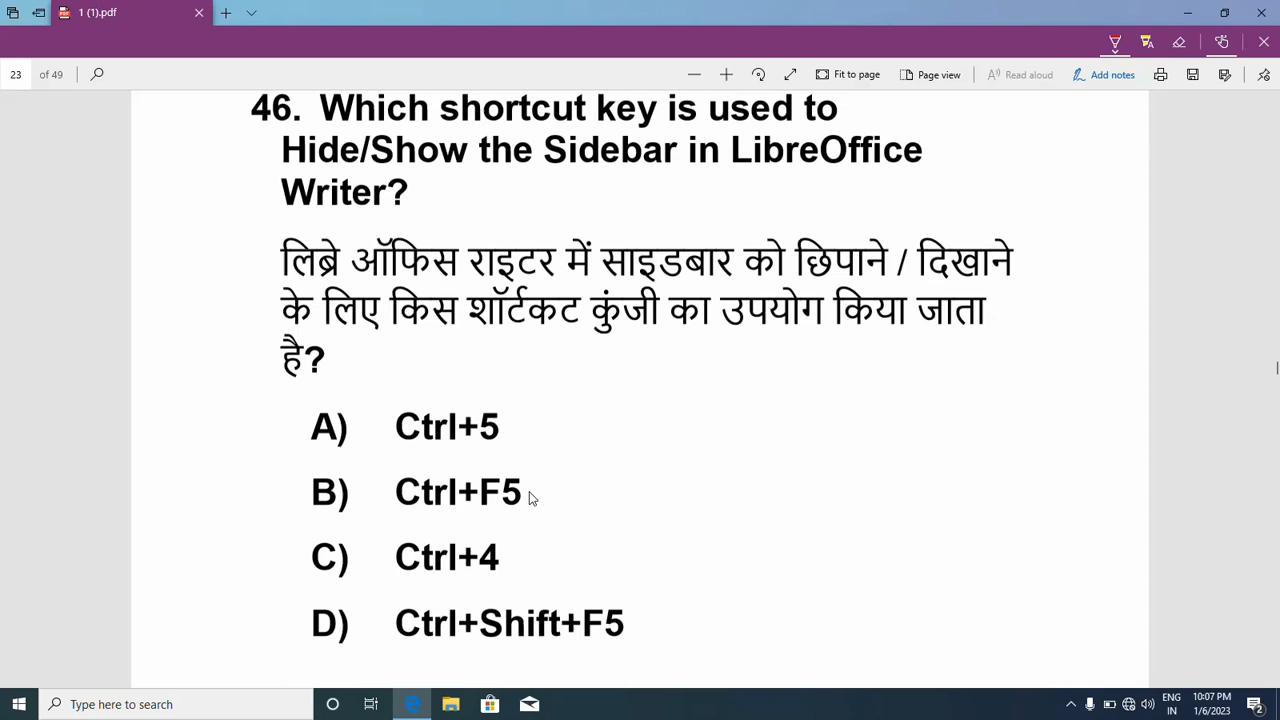 1 (1).pdf
23 of 49
Fit to page
Page view
Read aloud
Add notes
46. Which shortcut key is used to
Hide/Show the Sidebar in LibreOffice
Writer?
लिब्रे ऑफिस राइटर में साइडबार को छिपाने / दिखाने
के लिए किस शॉर्टकट कुंजी का उपयोग किया जाता
है?
A) Ctrl+5
B) Ctrl+F5
C) Ctrl+4
D) Ctrl+Shift+F5
Type here to search
ENG
IN
10:07 PM
1/6/2023
2